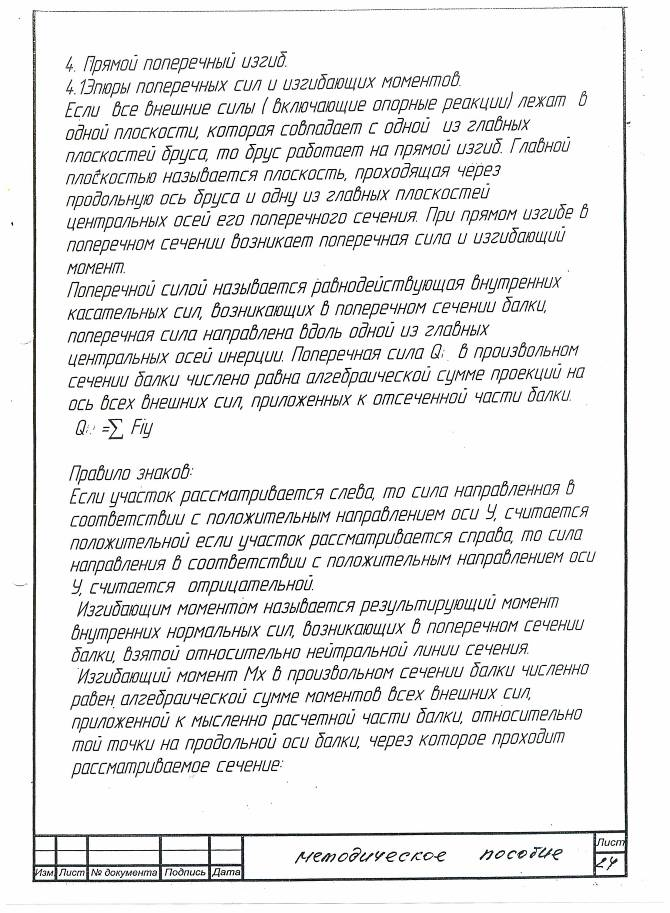 4. Прямой поперечный изгиб.
4.1Эпюры поперечных сил и изгибающих моментов.
Если все внешние силы ( включающие опорные реакции) лежат в
одной плоскости, которая совпадает с одной из главных
плоскостей бруса, то брус работает на прямой изгиб. Главной
плоскостью называется плоскость, проходящая через
продольную ось бруса и одну из главных плоскостей
центральных осей его поперечного сечения. При прямом изгибе в
поперечном сечении возникает поперечная сила и изгибающий
момент.
Поперечной силой называется равнодействующая внутренних
касательных сил, возникающих в поперечном сечении балки,
поперечная сила направлена вдоль одной из главных
центральных осей инерции. Поперечная сила Qi в произвольном
сечении балки числено равна алгебраической сумме проекций на
ось всех внешних сил, приложенных к отсеченной части балки.
Qi =∑ Fiy
Правило знаков:
Если участок рассматривается слева, то сила направленная в
соответствии с положительным направлением оси У, считается
положительной если участок рассматривается справа, то сила
направления в соответствии с положительным направлением оси
У, считается отрицательной.
Изгибающим моментом называется результирующий момент
внутренних нормальных сил, возникающих в поперечном сечении
балки, взятой относительно нейтральной линии сечения.
Изгибающий момент Мх в произвольном сечении балки численно
равен алгебраической сумме моментов всех внешних сил,
приложенной к мысленно расчетной части балки, относительно
той точки на продольной оси балки, через которое проходит
рассматриваемое сечение:
методическое пособие
Лист
24
Изм. Лист № документа Подпись Дата